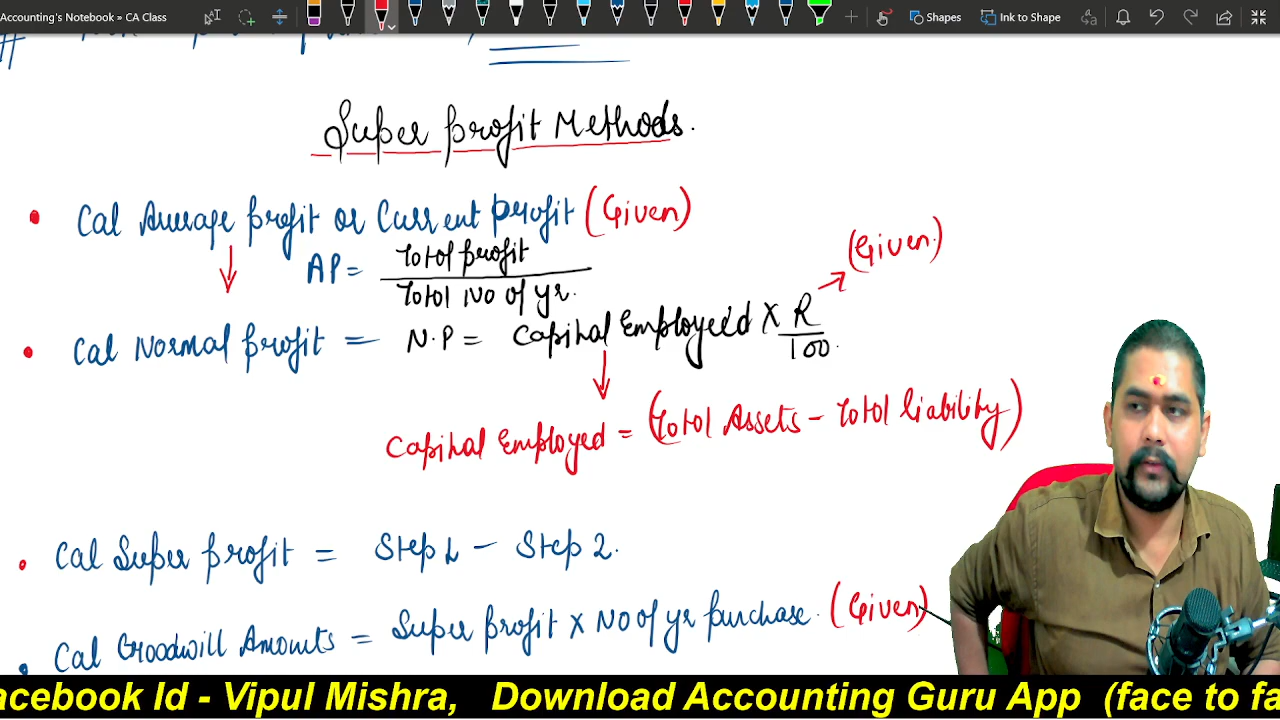 Accounting's Notebook » CA Class
Shapes
Ink to Shape
#
Super profit Methods.
• Cal Average profit or Current profit (Given)
AP = Total profit / Total No of yr.
(Given)
• Cal Normal profit = N.P = Capital Employe'd X R / 100.
Capital Employed = (Total Assets - Total liability)
• Cal Super profit = Step 1 - Step 2.
• Cal Goodwill Amounts = Super profit x No of yr purchase. (Given)
acebook Id - Vipul Mishra, Download Accounting Guru App (face to fa